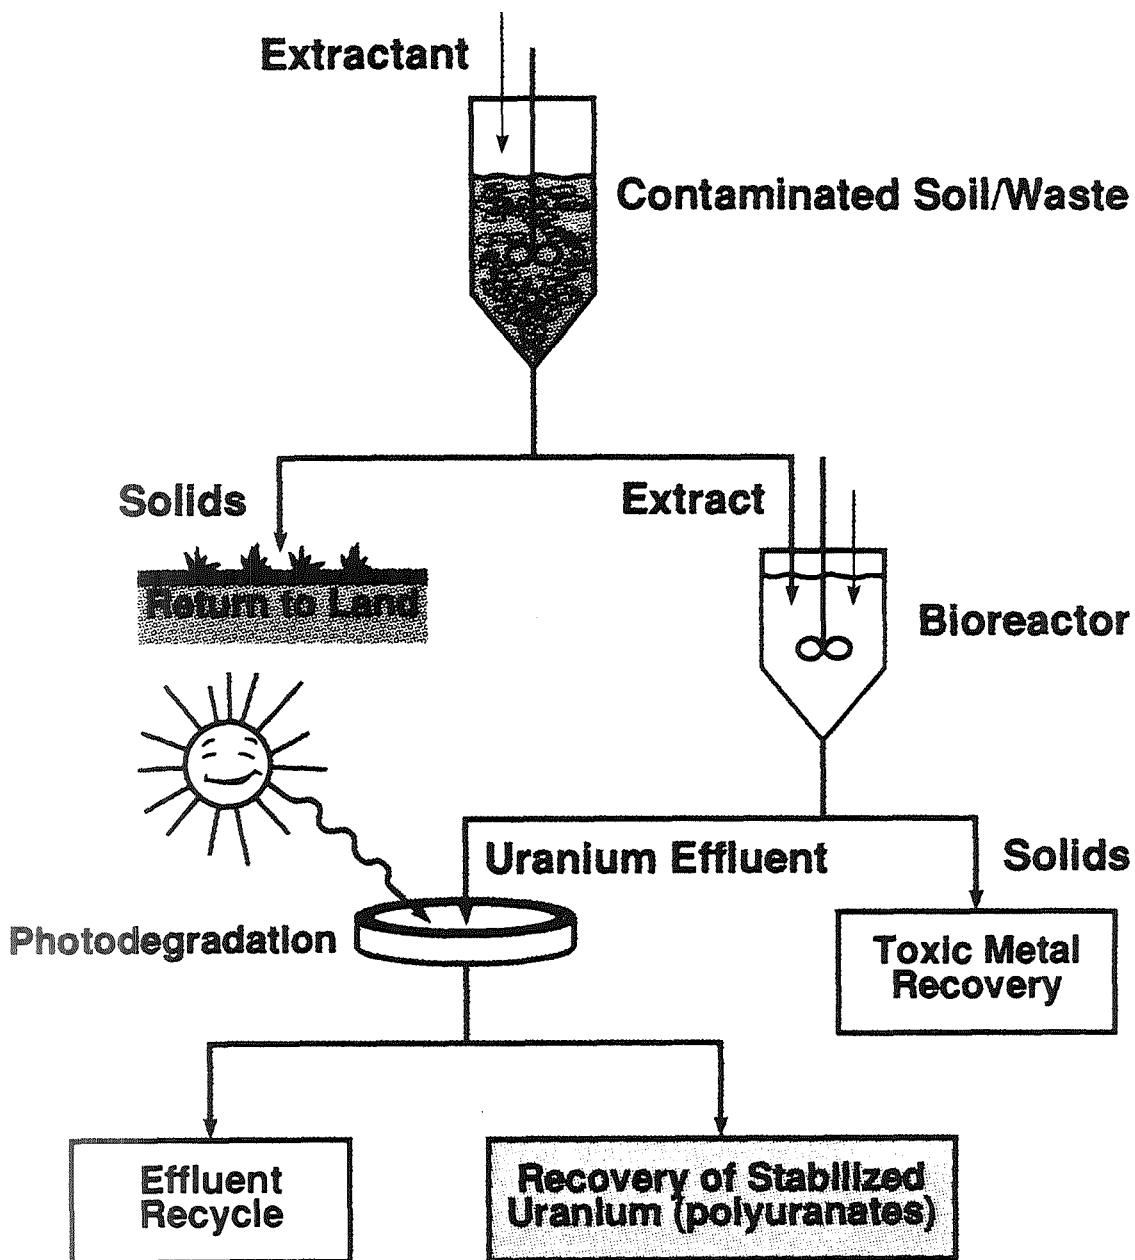 Extractant
Contaminated Soil/Waste
Solids
Extract
Return to Land
Bioreactor
Uranium Effluent
Solids
Photodegradation
Toxic Metal
Recovery
Effluent
Recycle
Recovery of Stabilized
Uranium (polyuranates)